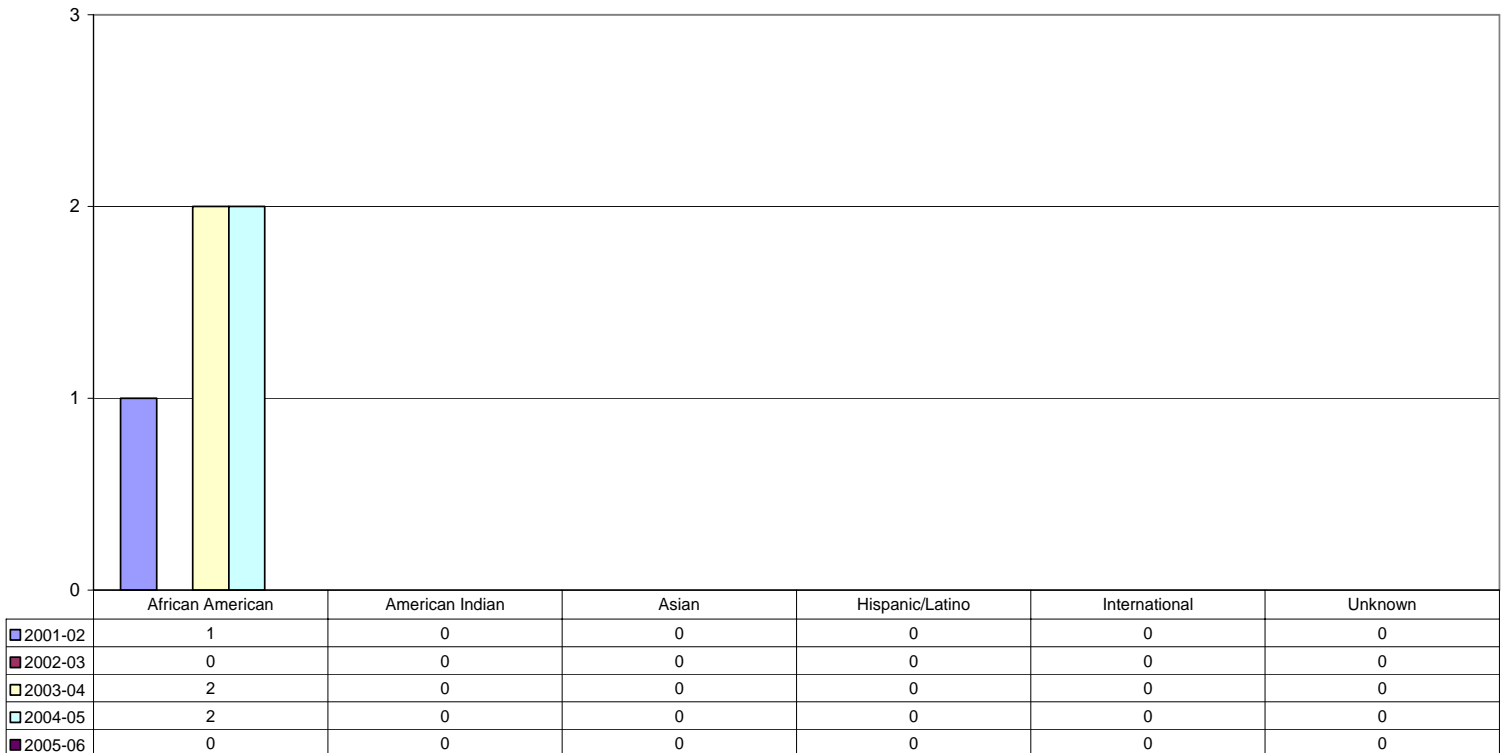 3
2
1
0
African American American Indian Asian Hispanic/Latino International Unknown
2001-02 1 0 0 0 0 0
2002-03 0 0 0 0 0 0
2003-04 2 0 0 0 0 0
2004-05 2 0 0 0 0 0
2005-06 0 0 0 0 0 0